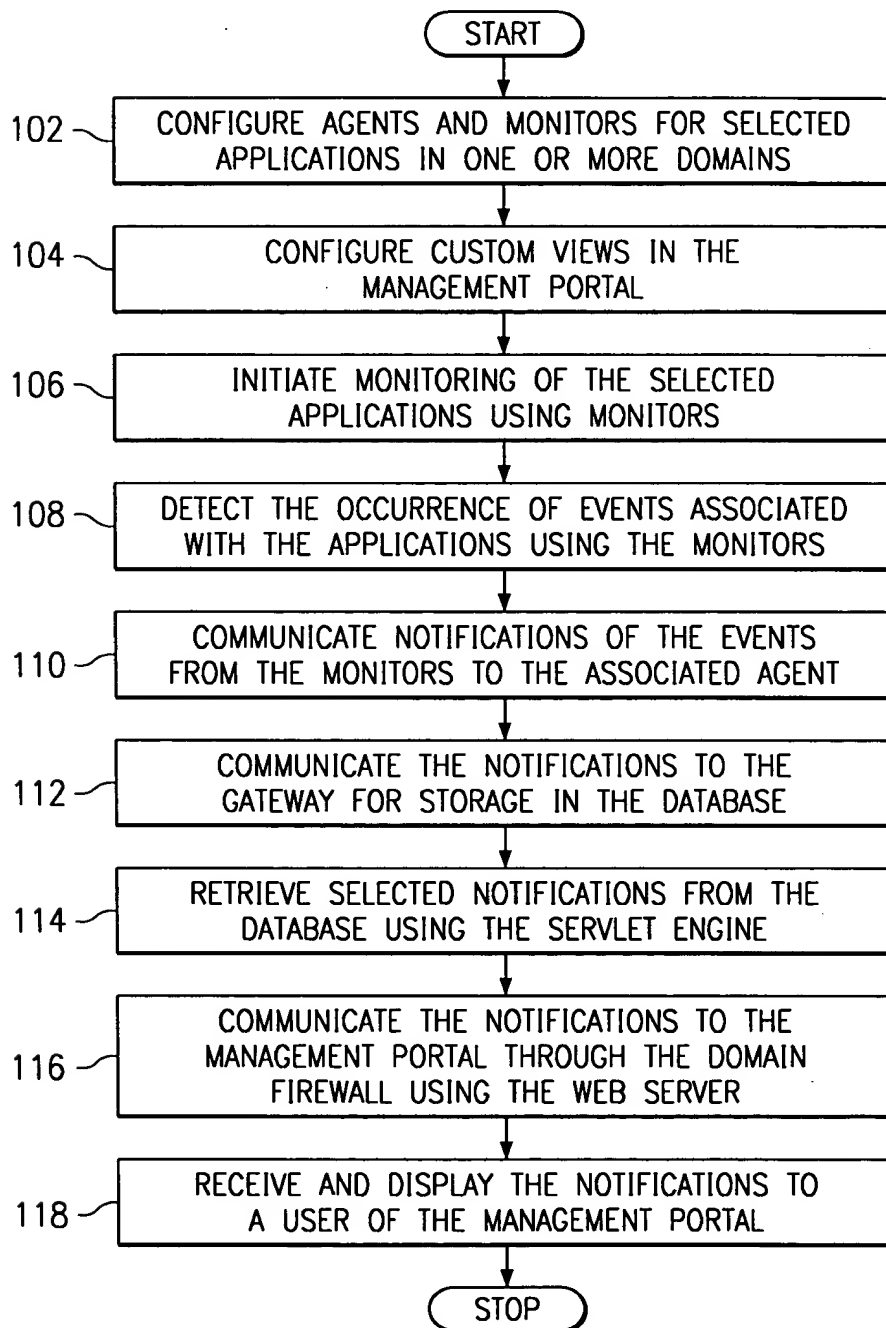 START
102
CONFIGURE AGENTS AND MONITORS FOR SELECTED
APPLICATIONS IN ONE OR MORE DOMAINS
104
CONFIGURE CUSTOM VIEWS IN THE
MANAGEMENT PORTAL
106
INITIATE MONITORING OF THE SELECTED
APPLICATIONS USING MONITORS
108
DETECT THE OCCURRENCE OF EVENTS ASSOCIATED
WITH THE APPLICATIONS USING THE MONITORS
110
COMMUNICATE NOTIFICATIONS OF THE EVENTS
FROM THE MONITORS TO THE ASSOCIATED AGENT
112
COMMUNICATE THE NOTIFICATIONS TO THE
GATEWAY FOR STORAGE IN THE DATABASE
114
RETRIEVE SELECTED NOTIFICATIONS FROM THE
DATABASE USING THE SERVLET ENGINE
116
COMMUNICATE THE NOTIFICATIONS TO THE
MANAGEMENT PORTAL THROUGH THE DOMAIN
FIREWALL USING THE WEB SERVER
118
RECEIVE AND DISPLAY THE NOTIFICATIONS TO
A USER OF THE MANAGEMENT PORTAL
STOP